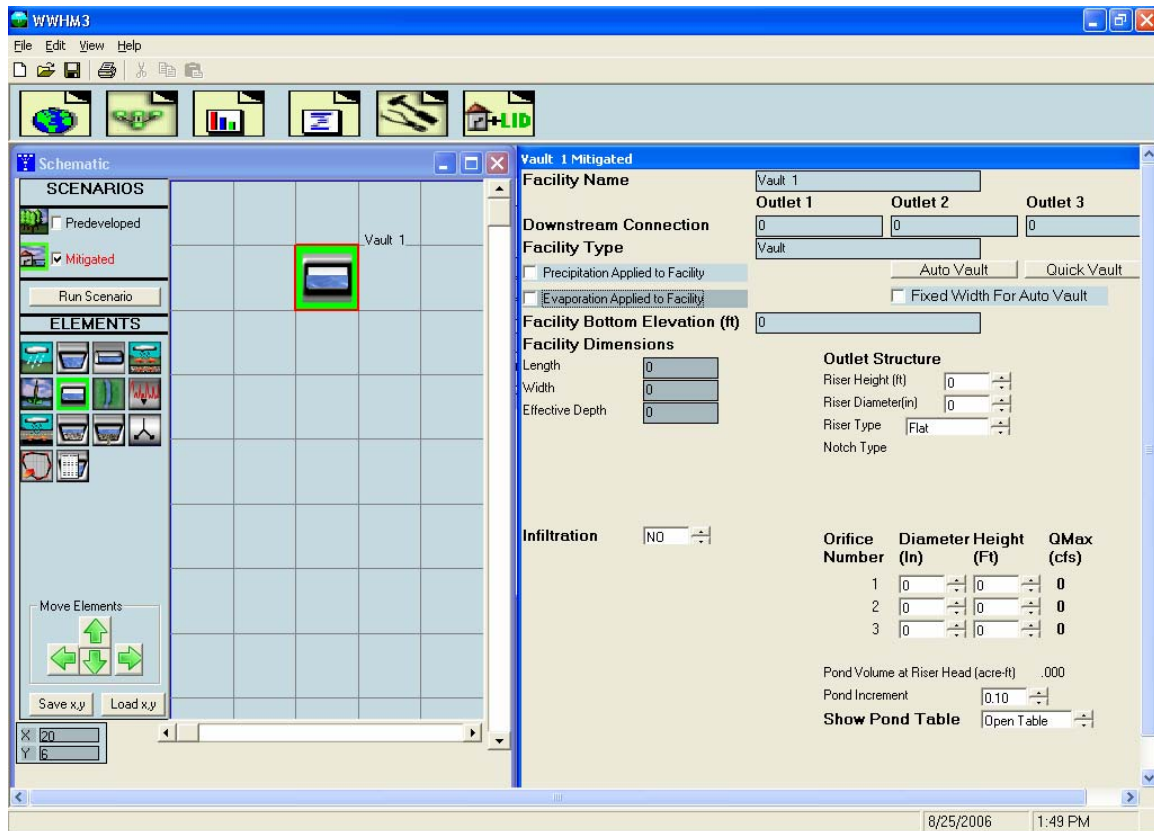 WWHM3
File Edit View Help
+LID
Schematic
SCENARIOS
Predeveloped
Mitigated
Run Scenario
ELEMENTS
Move Elements
Save x,y Load x,y
X 20
Y 6
Vault 1
Vault 1 Mitigated
Facility Name Vault 1
Outlet 1 Outlet 2 Outlet 3
Downstream Connection 0 0 0
Facility Type Vault
Precipitation Applied to Facility Auto Vault Quick Vault
Evaporation Applied to Facility Fixed Width For Auto Vault
Facility Bottom Elevation (ft) 0
Facility Dimensions
Length 0
Width 0
Effective Depth 0
Outlet Structure
Riser Height (ft) 0
Riser Diameter(in) 0
Riser Type Flat
Notch Type
Infiltration NO
Orifice Diameter Height QMax
Number (In) (Ft) (cfs)
1 0 0 0
2 0 0 0
3 0 0 0
Pond Volume at Riser Head (acre-ft) .000
Pond Increment 0.10
Show Pond Table Open Table
8/25/2006 1:49 PM